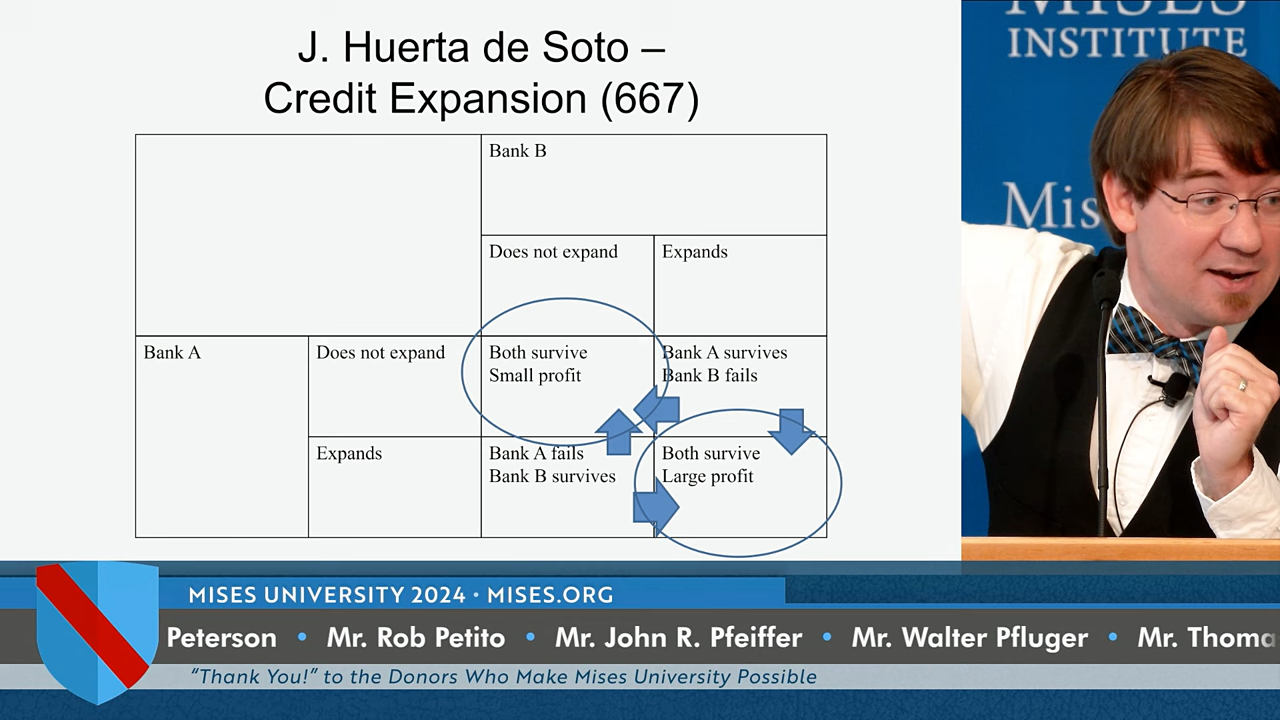 J. Huerta de Soto –
Credit Expansion (667)
Bank B
Does not expand
Expands
Bank A
Does not expand
Both survive
Small profit
Bank A survives
Bank B fails
Expands
Bank A fails
Bank B survives
Both survive
Large profit
MISES
INSTITUTE
Mis
MISES UNIVERSITY 2024 • MISES.ORG
Peterson • Mr. Rob Petito • Mr. John R. Pfeiffer • Mr. Walter Pfluger • Mr. Thoma
“Thank You!” to the Donors Who Make Mises University Possible